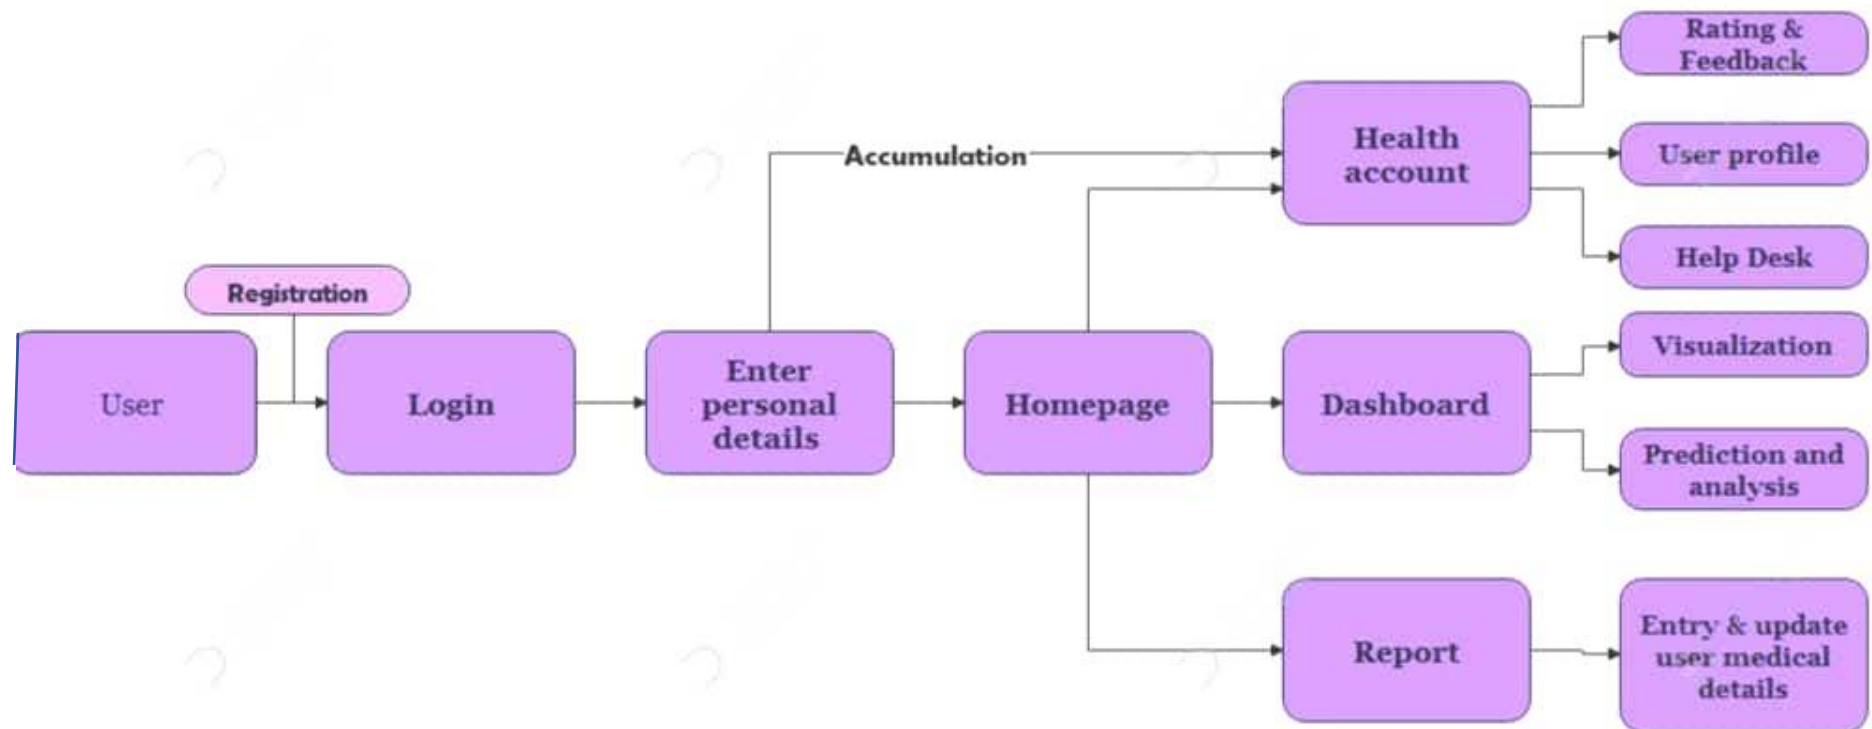 Rating &
Feedback
Health
account
Accumulation
User profile
Help Desk
Registration
User
Login
Enter
personal
details
Homepage
Dashboard
Visualization
Prediction and
analysis
Report
Entry & update
user medical
details